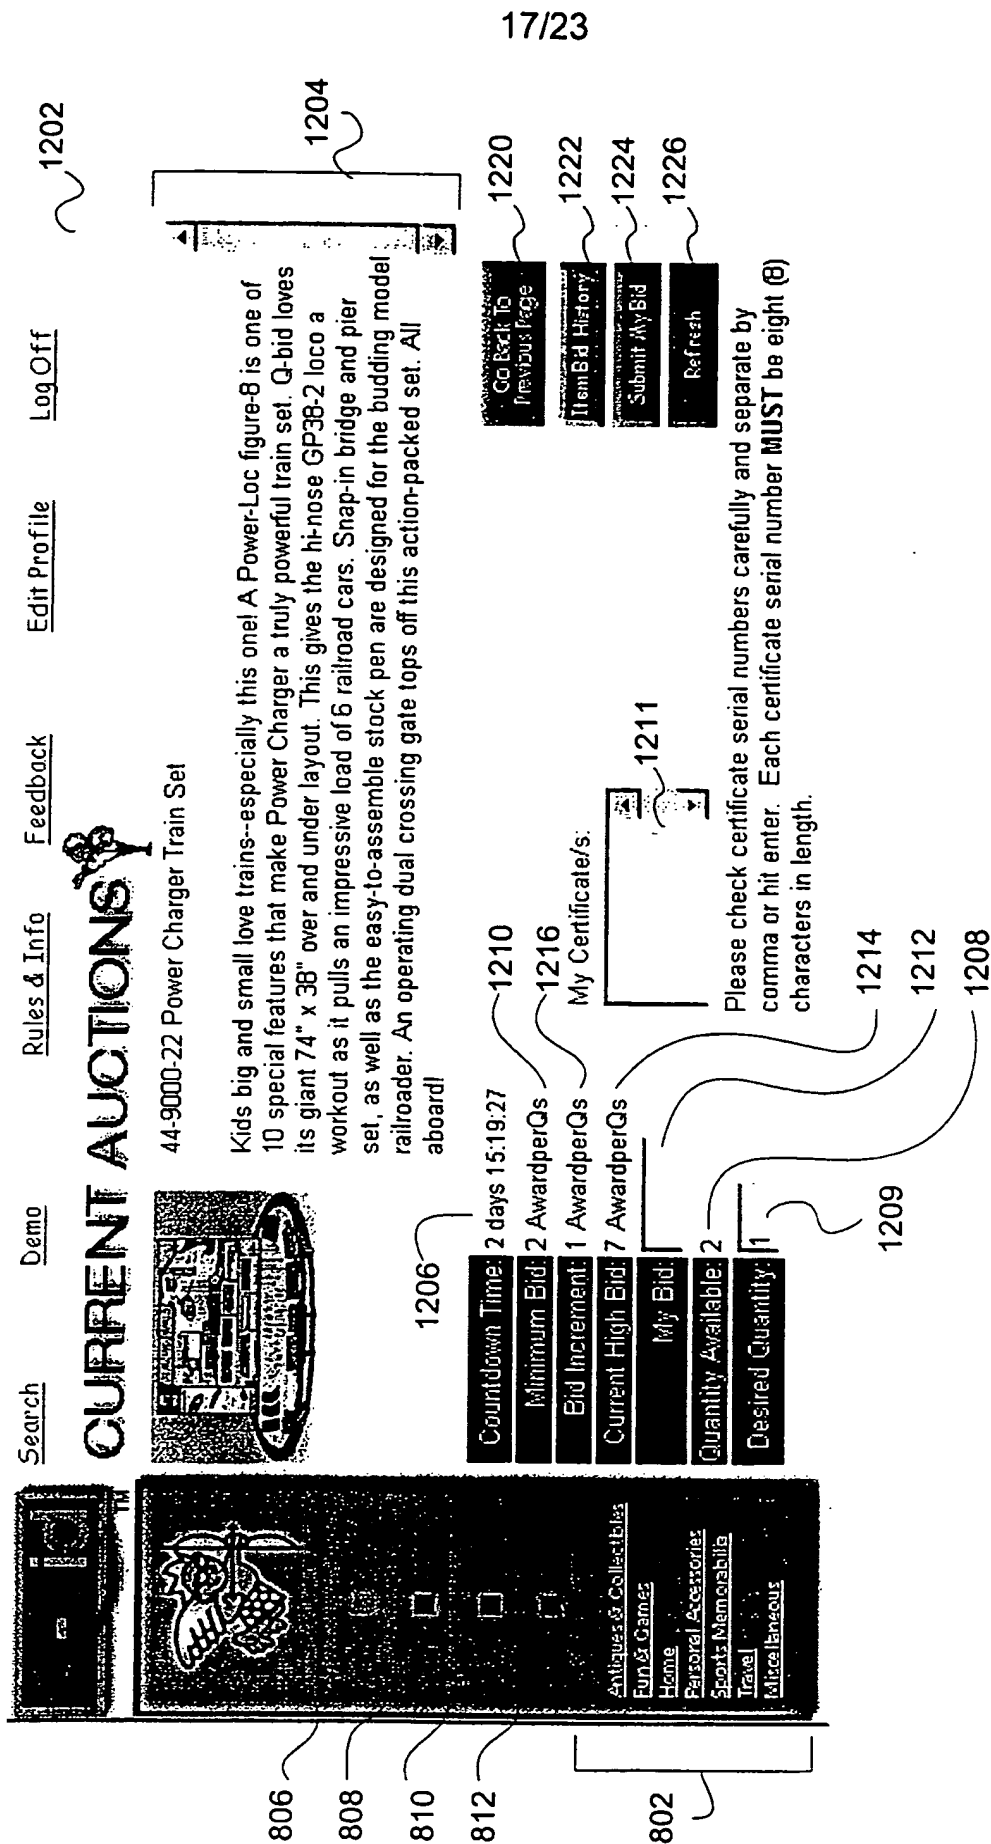 17/23
1202
Search
Demo
Rules & Info
Feedback
Edit Profile
Log Off
TM
CURRENT AUCTIONS
44-9000-22 Power Charger Train Set
Kids big and small love trains--especially this one! A Power-Loc figure-8 is one of
10 special features that make Power Charger a truly powerful train set. Q-bid loves
its giant 74" x 38" over and under layout. This gives the hi-nose GP38-2 loco a
workout as it pulls an impressive load of 6 railroad cars. Snap-in bridge and pier
set, as well as the easy-to-assemble stock pen are designed for the budding model
railroader. An operating dual crossing gate tops off this action-packed set. All
aboard!
1204
1206
Countdown Time: 2 days 15:19:27
Minimum Bid: 2 AwardperQs
1210
Bid Increment: 1 AwardperQs
1216
Current High Bid: 7 AwardperQs
My Bid:
Quantity Available: 2
Desired Quantity: 1
1209
My Certificate/s:
1211
Go Back To
Previous Page
1220
Item Bid History
1222
Submit My Bid
1224
Refresh
1226
Please check certificate serial numbers carefully and separate by
comma or hit enter. Each certificate serial number MUST be eight (8)
characters in length.
1214
1212
1208
806
808
810
812
802
Antiques & Collectibles
Fun & Games
Home
Personal Accessories
Sports Memorabilia
Travel
Miscellaneous